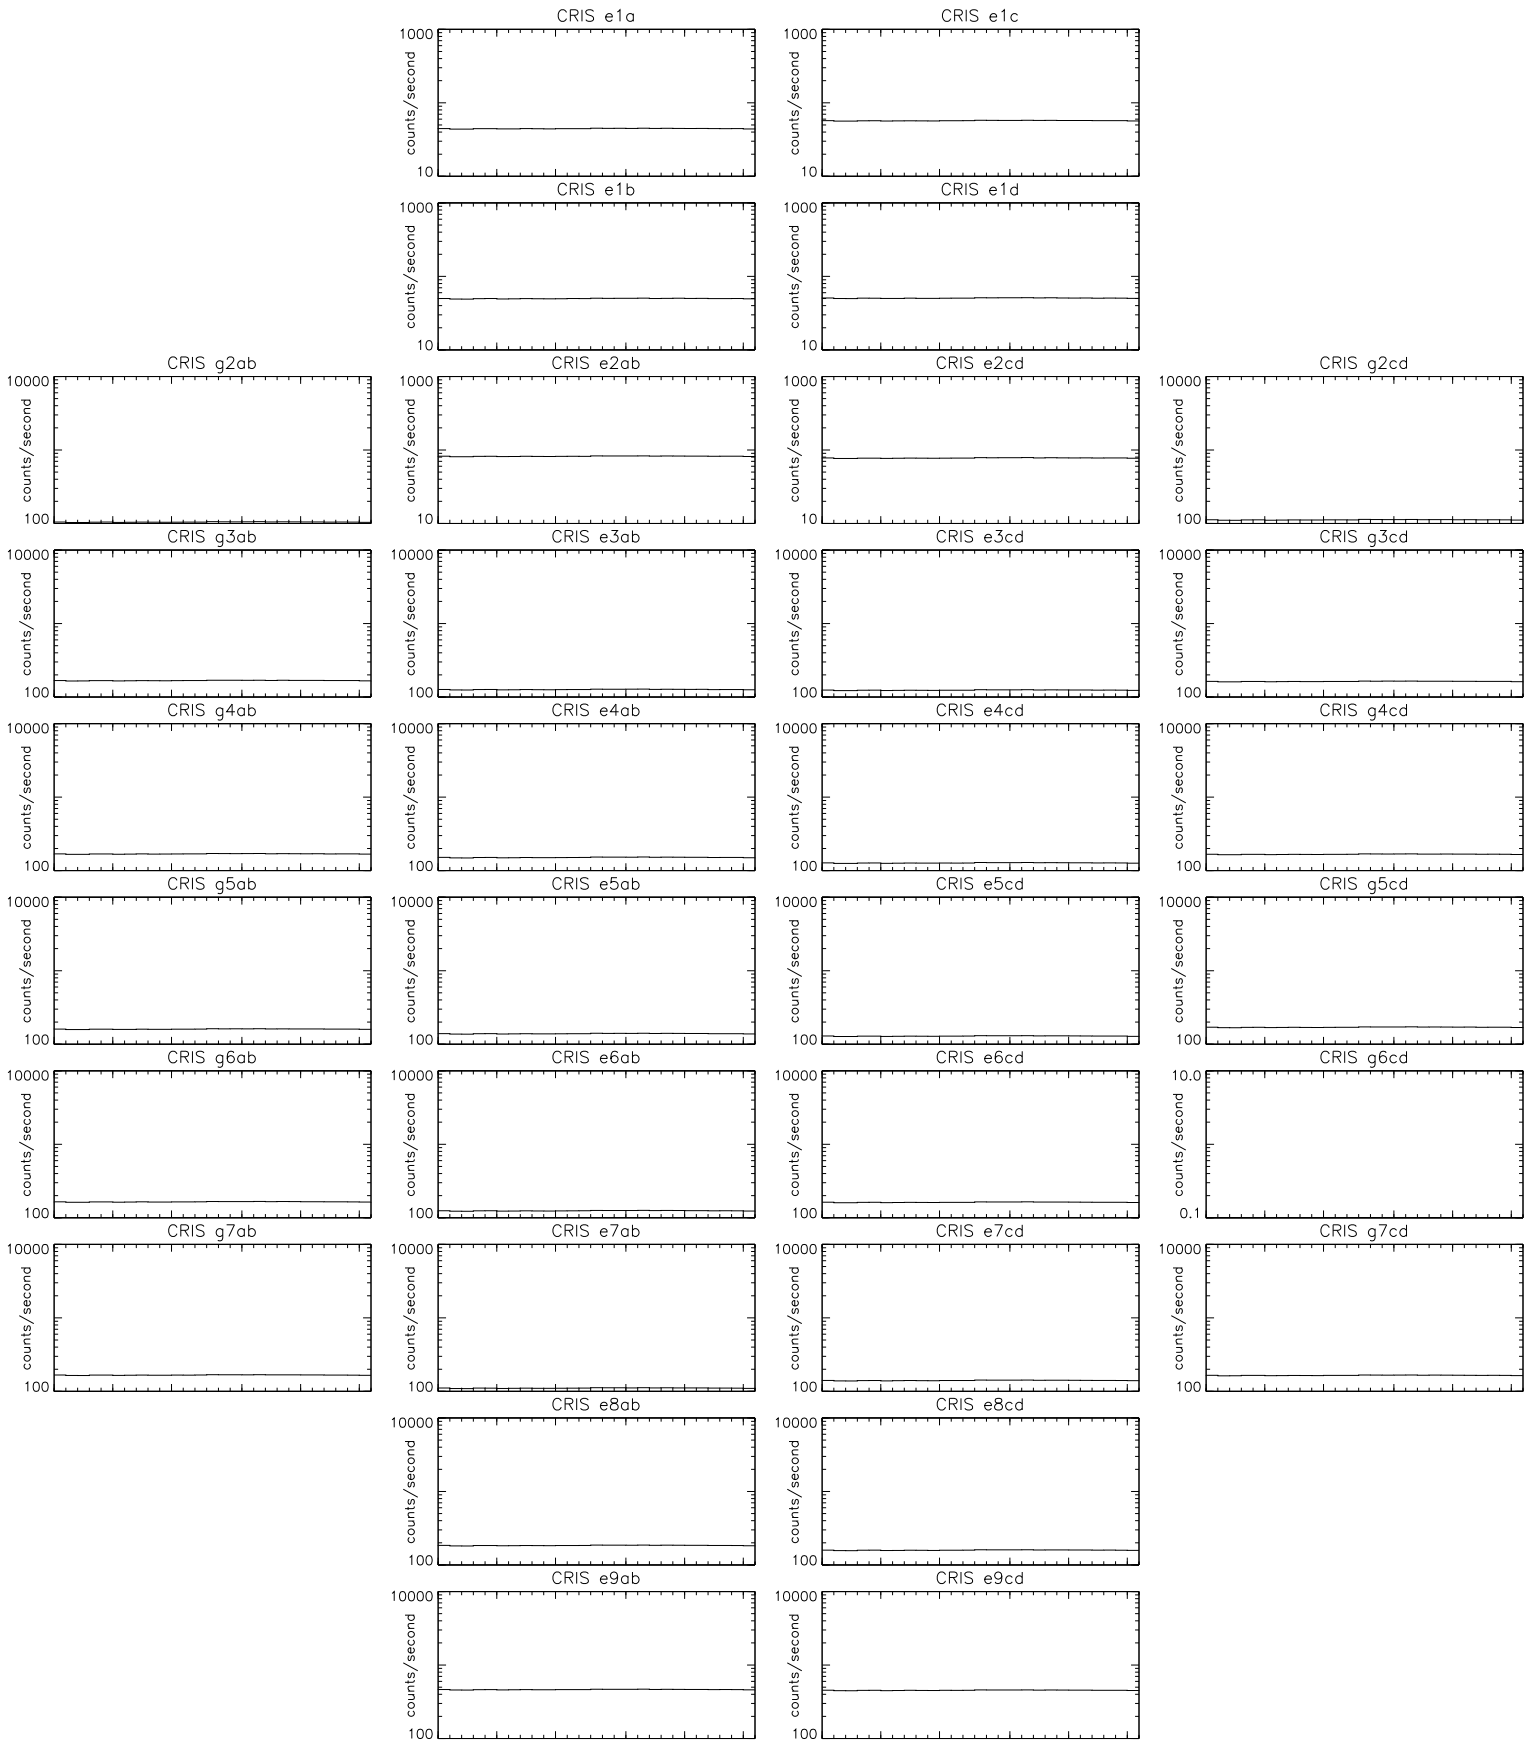 CRIS e1a
1000
counts/second
10
CRIS e1c
1000
counts/second
10
CRIS e1b
1000
counts/second
10
CRIS e1d
1000
counts/second
10
CRIS g2ab
10000
counts/second
100
CRIS e2ab
1000
counts/second
10
CRIS e2cd
1000
counts/second
10
CRIS g2cd
10000
counts/second
100
CRIS g3ab
10000
counts/second
100
CRIS e3ab
10000
counts/second
100
CRIS e3cd
10000
counts/second
100
CRIS g3cd
10000
counts/second
100
CRIS g4ab
10000
counts/second
100
CRIS e4ab
10000
counts/second
100
CRIS e4cd
10000
counts/second
100
CRIS g4cd
10000
counts/second
100
CRIS g5ab
10000
counts/second
100
CRIS e5ab
10000
counts/second
100
CRIS e5cd
10000
counts/second
100
CRIS g5cd
10000
counts/second
100
CRIS g6ab
10000
counts/second
100
CRIS e6ab
10000
counts/second
100
CRIS e6cd
10000
counts/second
100
CRIS g6cd
10.0
counts/second
0.1
CRIS g7ab
10000
counts/second
100
CRIS e7ab
10000
counts/second
100
CRIS e7cd
10000
counts/second
100
CRIS g7cd
10000
counts/second
100
CRIS e8ab
10000
counts/second
100
CRIS e8cd
10000
counts/second
100
CRIS e9ab
10000
counts/second
100
CRIS e9cd
10000
counts/second
100